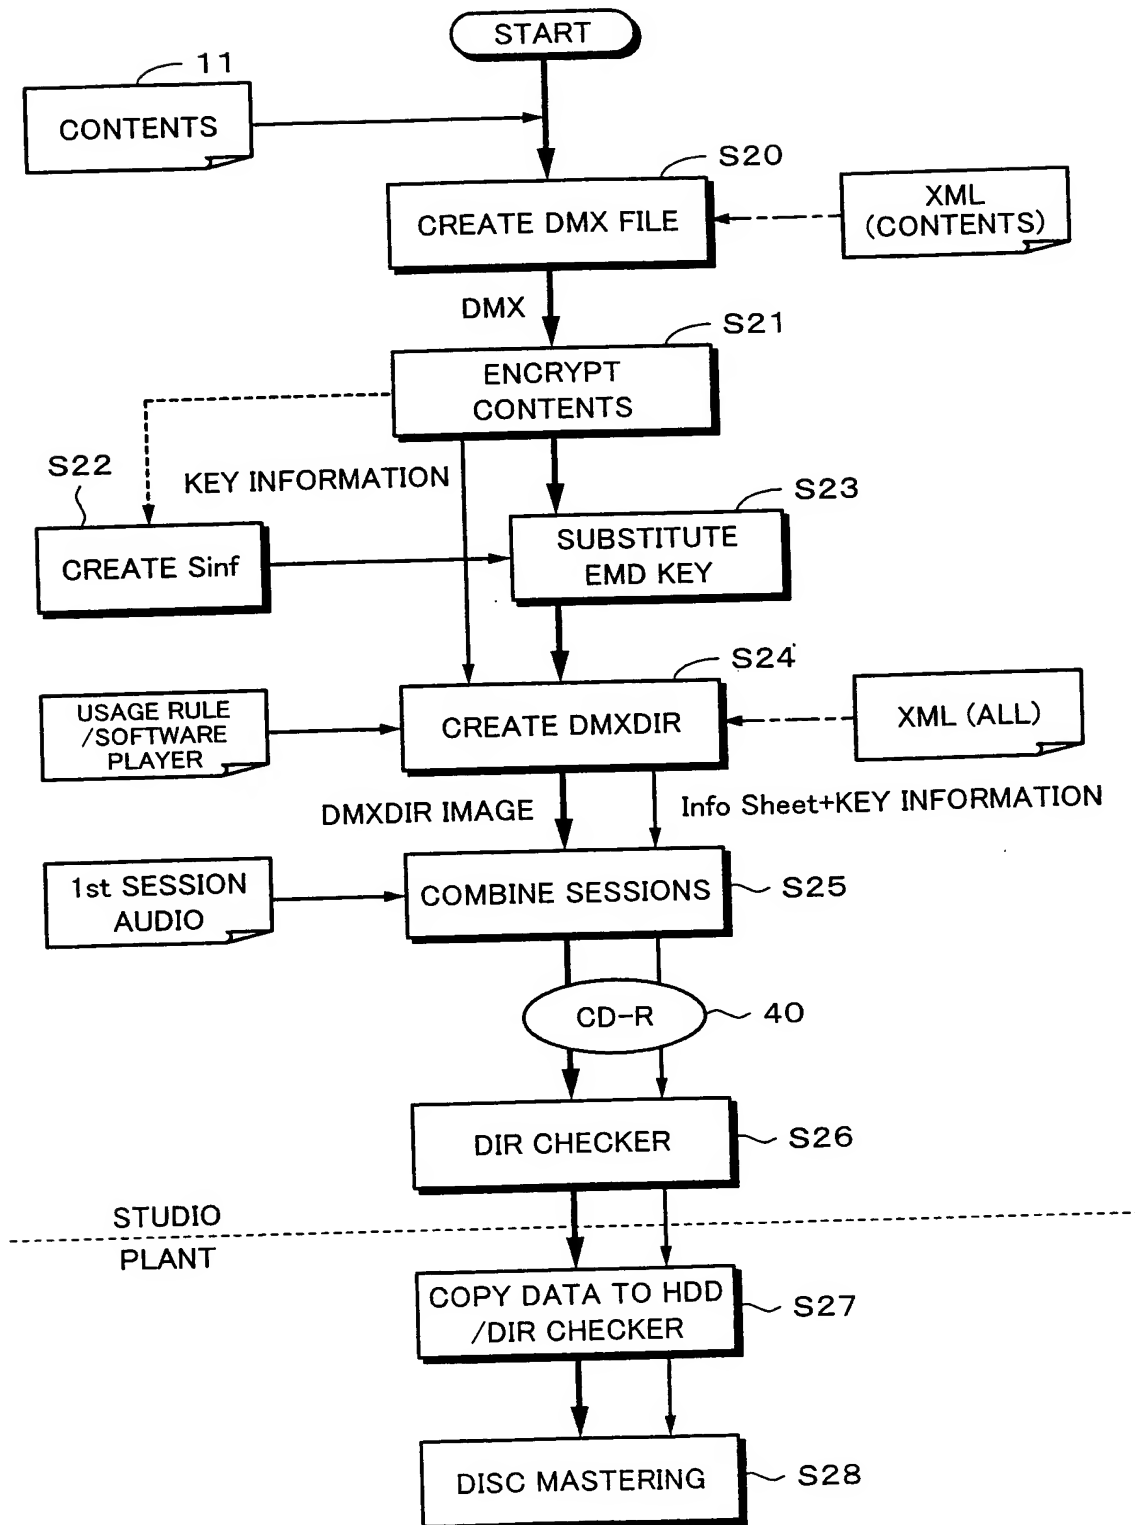 START
11
CONTENTS
S20
CREATE DMX FILE
XML
(CONTENTS)
DMX
S21
ENCRYPT
CONTENTS
S22
KEY INFORMATION
S23
CREATE Sinf
SUBSTITUTE
EMD KEY
S24
USAGE RULE
/SOFTWARE
PLAYER
CREATE DMXDIR
XML (ALL)
DMXDIR IMAGE
Info Sheet+KEY INFORMATION
1st SESSION
AUDIO
COMBINE SESSIONS
S25
CD-R
40
DIR CHECKER
S26
STUDIO
PLANT
COPY DATA TO HDD
/DIR CHECKER
S27
DISC MASTERING
S28